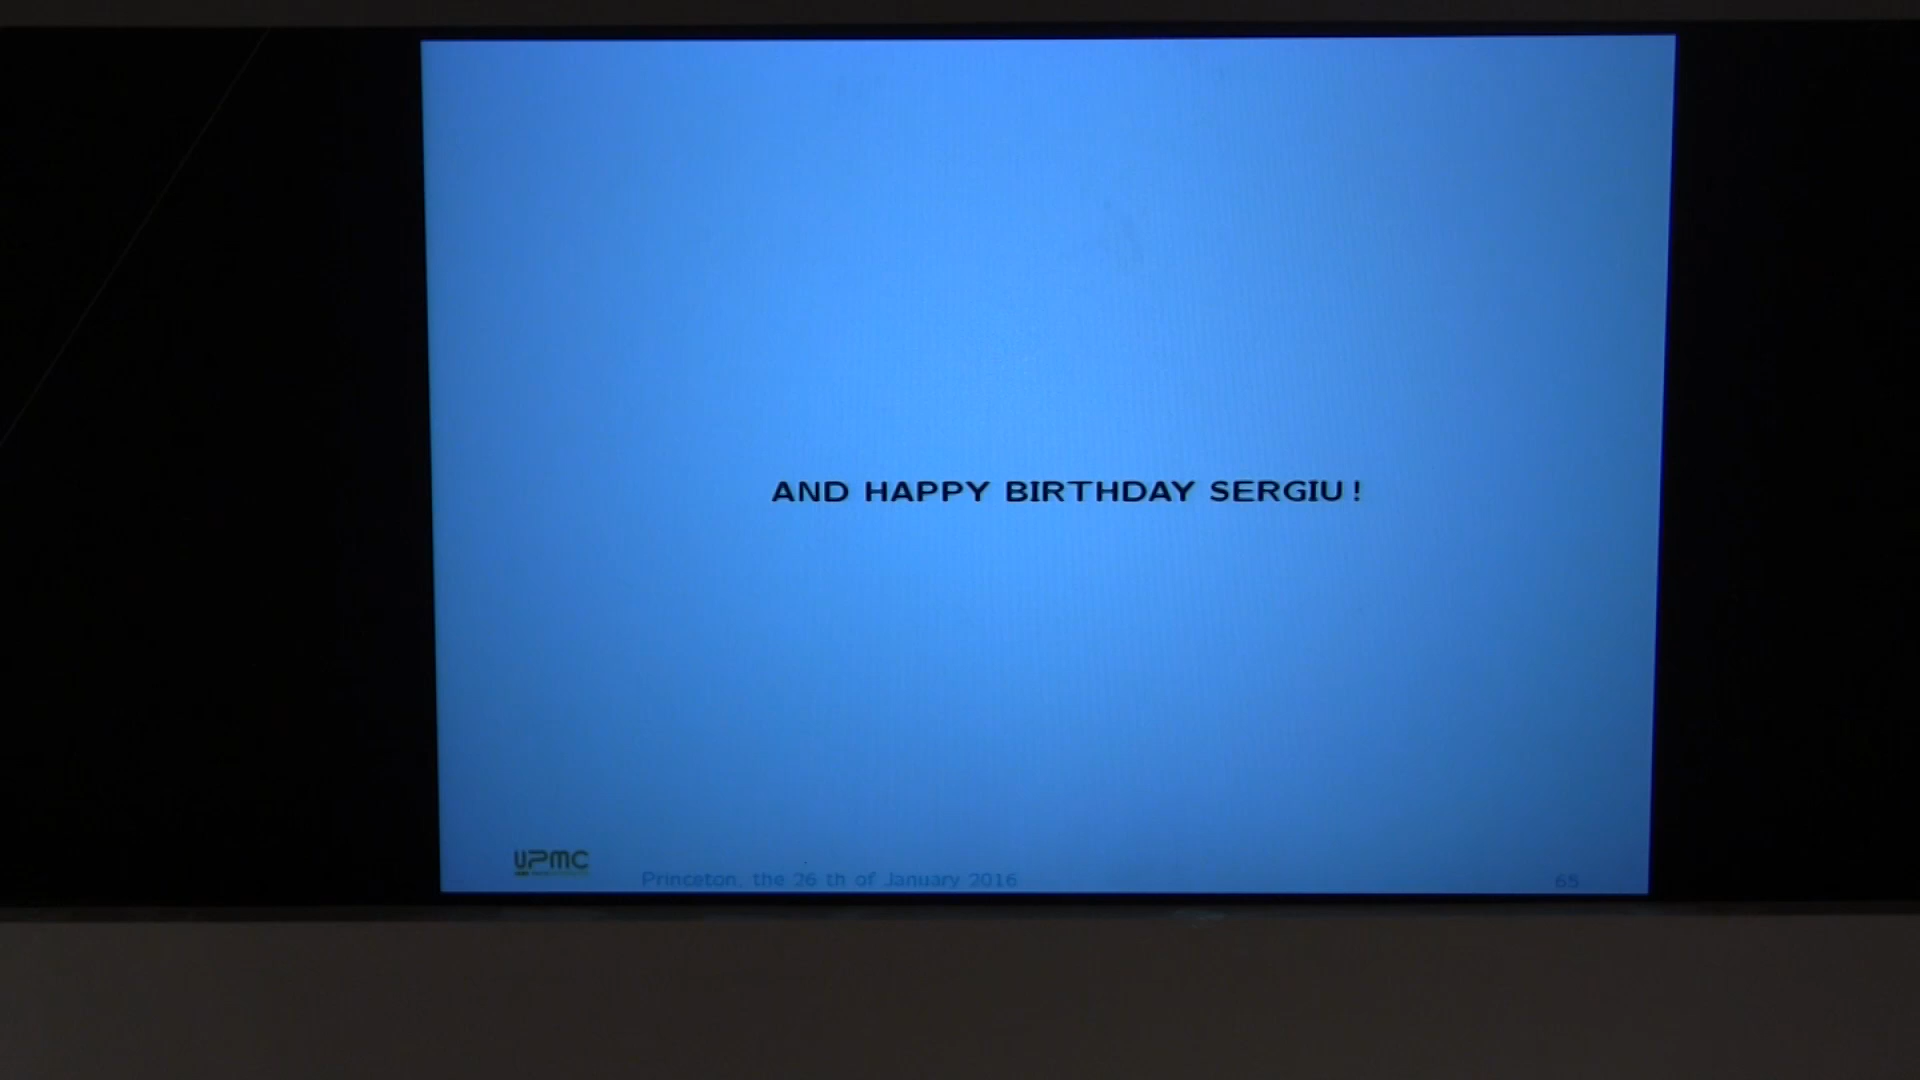 AND HAPPY BIRTHDAY SERGIU !
UPMC
Princeton, the 26 th of January 2016
65